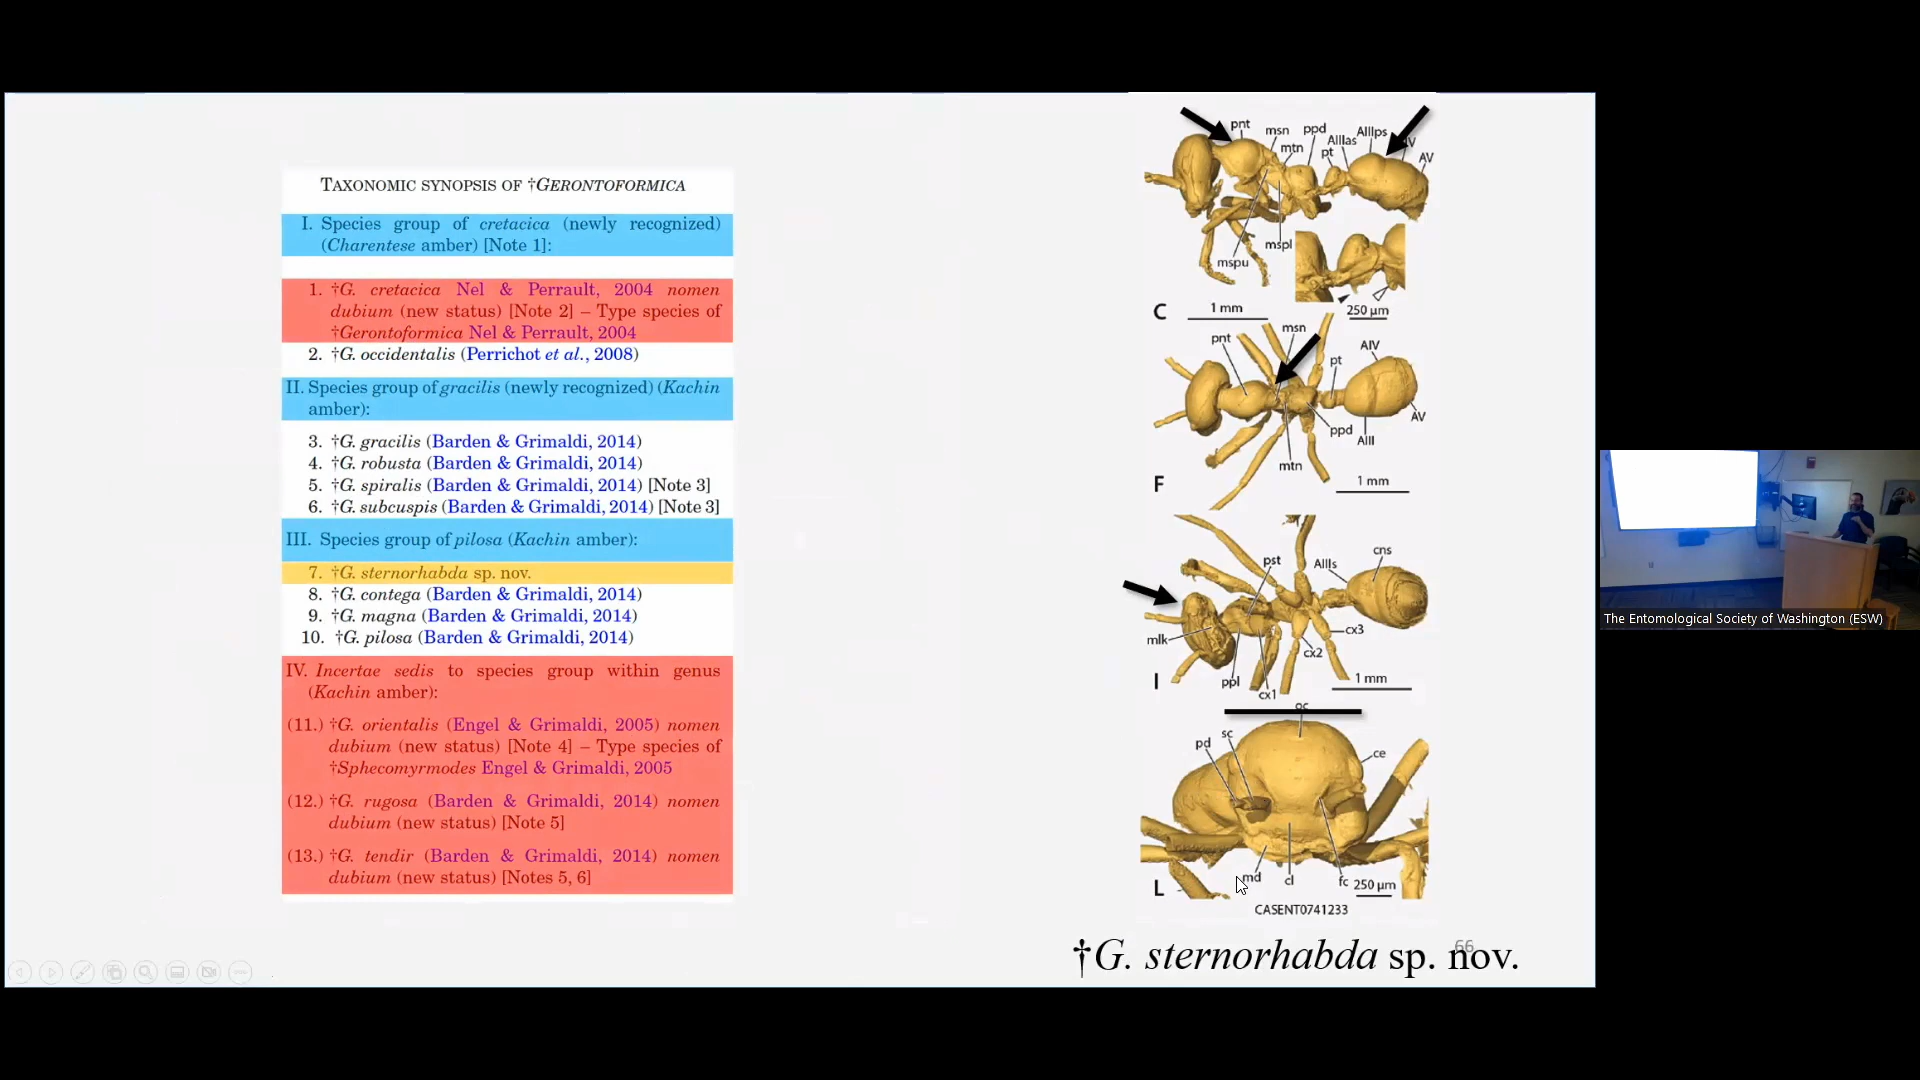 TAXONOMIC SYNOPSIS OF †GERONTOFORMICA
I. Species group of cretacica (newly recognized)
(Charentese amber) [Note 1]:
1. †G. cretacica Nel & Perrault, 2004 nomen
dubium (new status) [Note 2] – Type species of
†Gerontoformica Nel & Perrault, 2004
2. †G. occidentalis (Perrichot et al., 2008)
II. Species group of gracilis (newly recognized) (Kachin
amber):
3. †G. gracilis (Barden & Grimaldi, 2014)
4. †G. robusta (Barden & Grimaldi, 2014)
5. †G. spiralis (Barden & Grimaldi, 2014) [Note 3]
6. †G. subcuspis (Barden & Grimaldi, 2014) [Note 3]
III. Species group of pilosa (Kachin amber):
7. †G. sternorhabda sp. nov.
8. †G. contega (Barden & Grimaldi, 2014)
9. †G. magna (Barden & Grimaldi, 2014)
10. †G. pilosa (Barden & Grimaldi, 2014)
IV. Incertae sedis to species group within genus
(Kachin amber):
(11.) †G. orientalis (Engel & Grimaldi, 2005) nomen
dubium (new status) [Note 4] – Type species of
†Sphecomyrmodes Engel & Grimaldi, 2005
(12.) †G. rugosa (Barden & Grimaldi, 2014) nomen
dubium (new status) [Note 5]
(13.) †G. tendir (Barden & Grimaldi, 2014) nomen
dubium (new status) [Notes 5, 6]
pnt msn ppd AIIIps
mtn pt AIIIas AV
mspl
mspu
C 1 mm 250 µm
msn
pnt pt AIV
AV
ppd AIII
mtn
F 1 mm
pst AIIIs cns
mlk cx3
cx2
ppl cx1
I 1 mm
oc
sc
pd ce
md cl fc 250 µm
L
CASENT0741233
†G. sternorhabda sp. nov.
66
The Entomological Society of Washington (ESW)